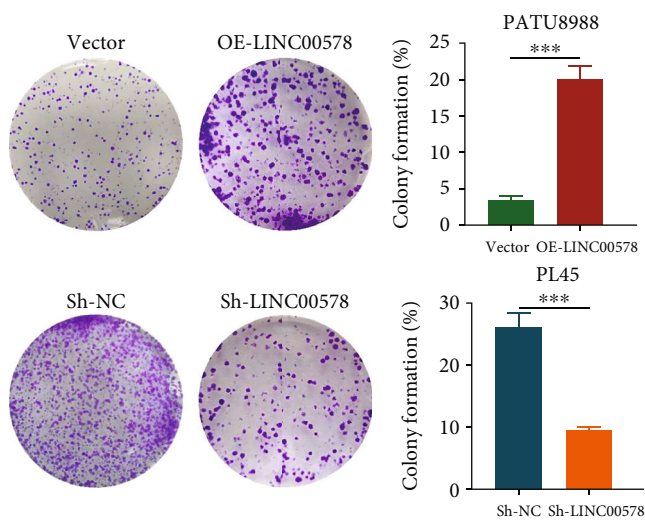 Vector
OE-LINC00578
PATU8988
Colony formation (%)
25
20
15
10
5
0
***
Vector
OE-LINC00578
Sh-NC
Sh-LINC00578
PL45
Colony formation (%)
30
20
10
0
***
Sh-NC
Sh-LINC00578